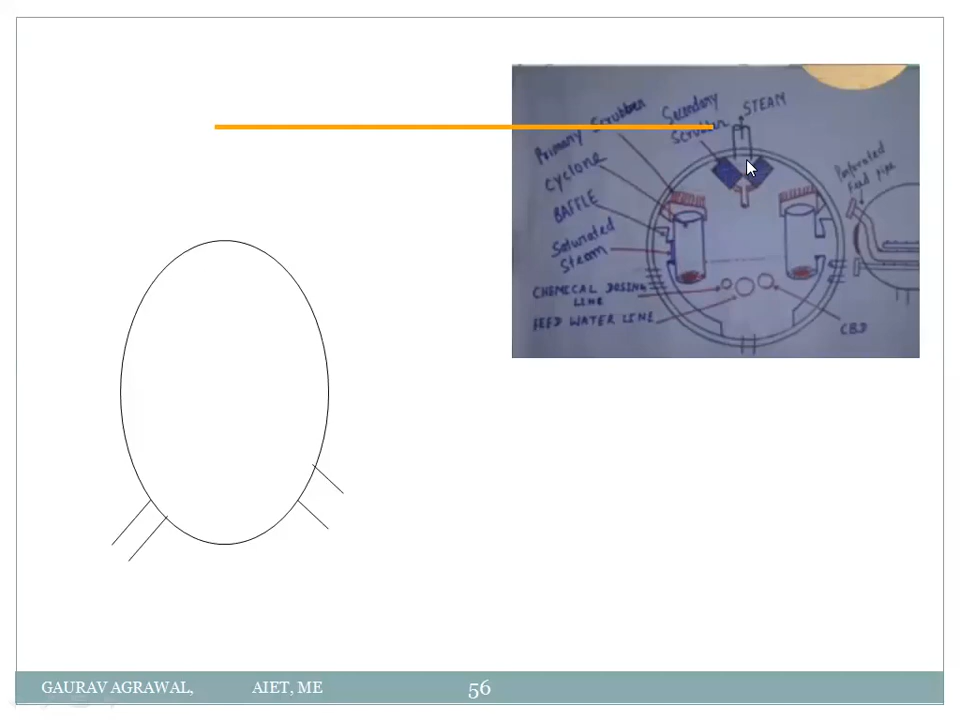 Primary Scrubber
Secondary
Scrubber
STEAM
Cyclone
BAFFLE
Saturated
Steam
CHEMICAL DOSING
LINE
FEED WATER LINE
CBD
Perforated
Feed pipe
GAURAV AGRAWAL, AIET, ME 56